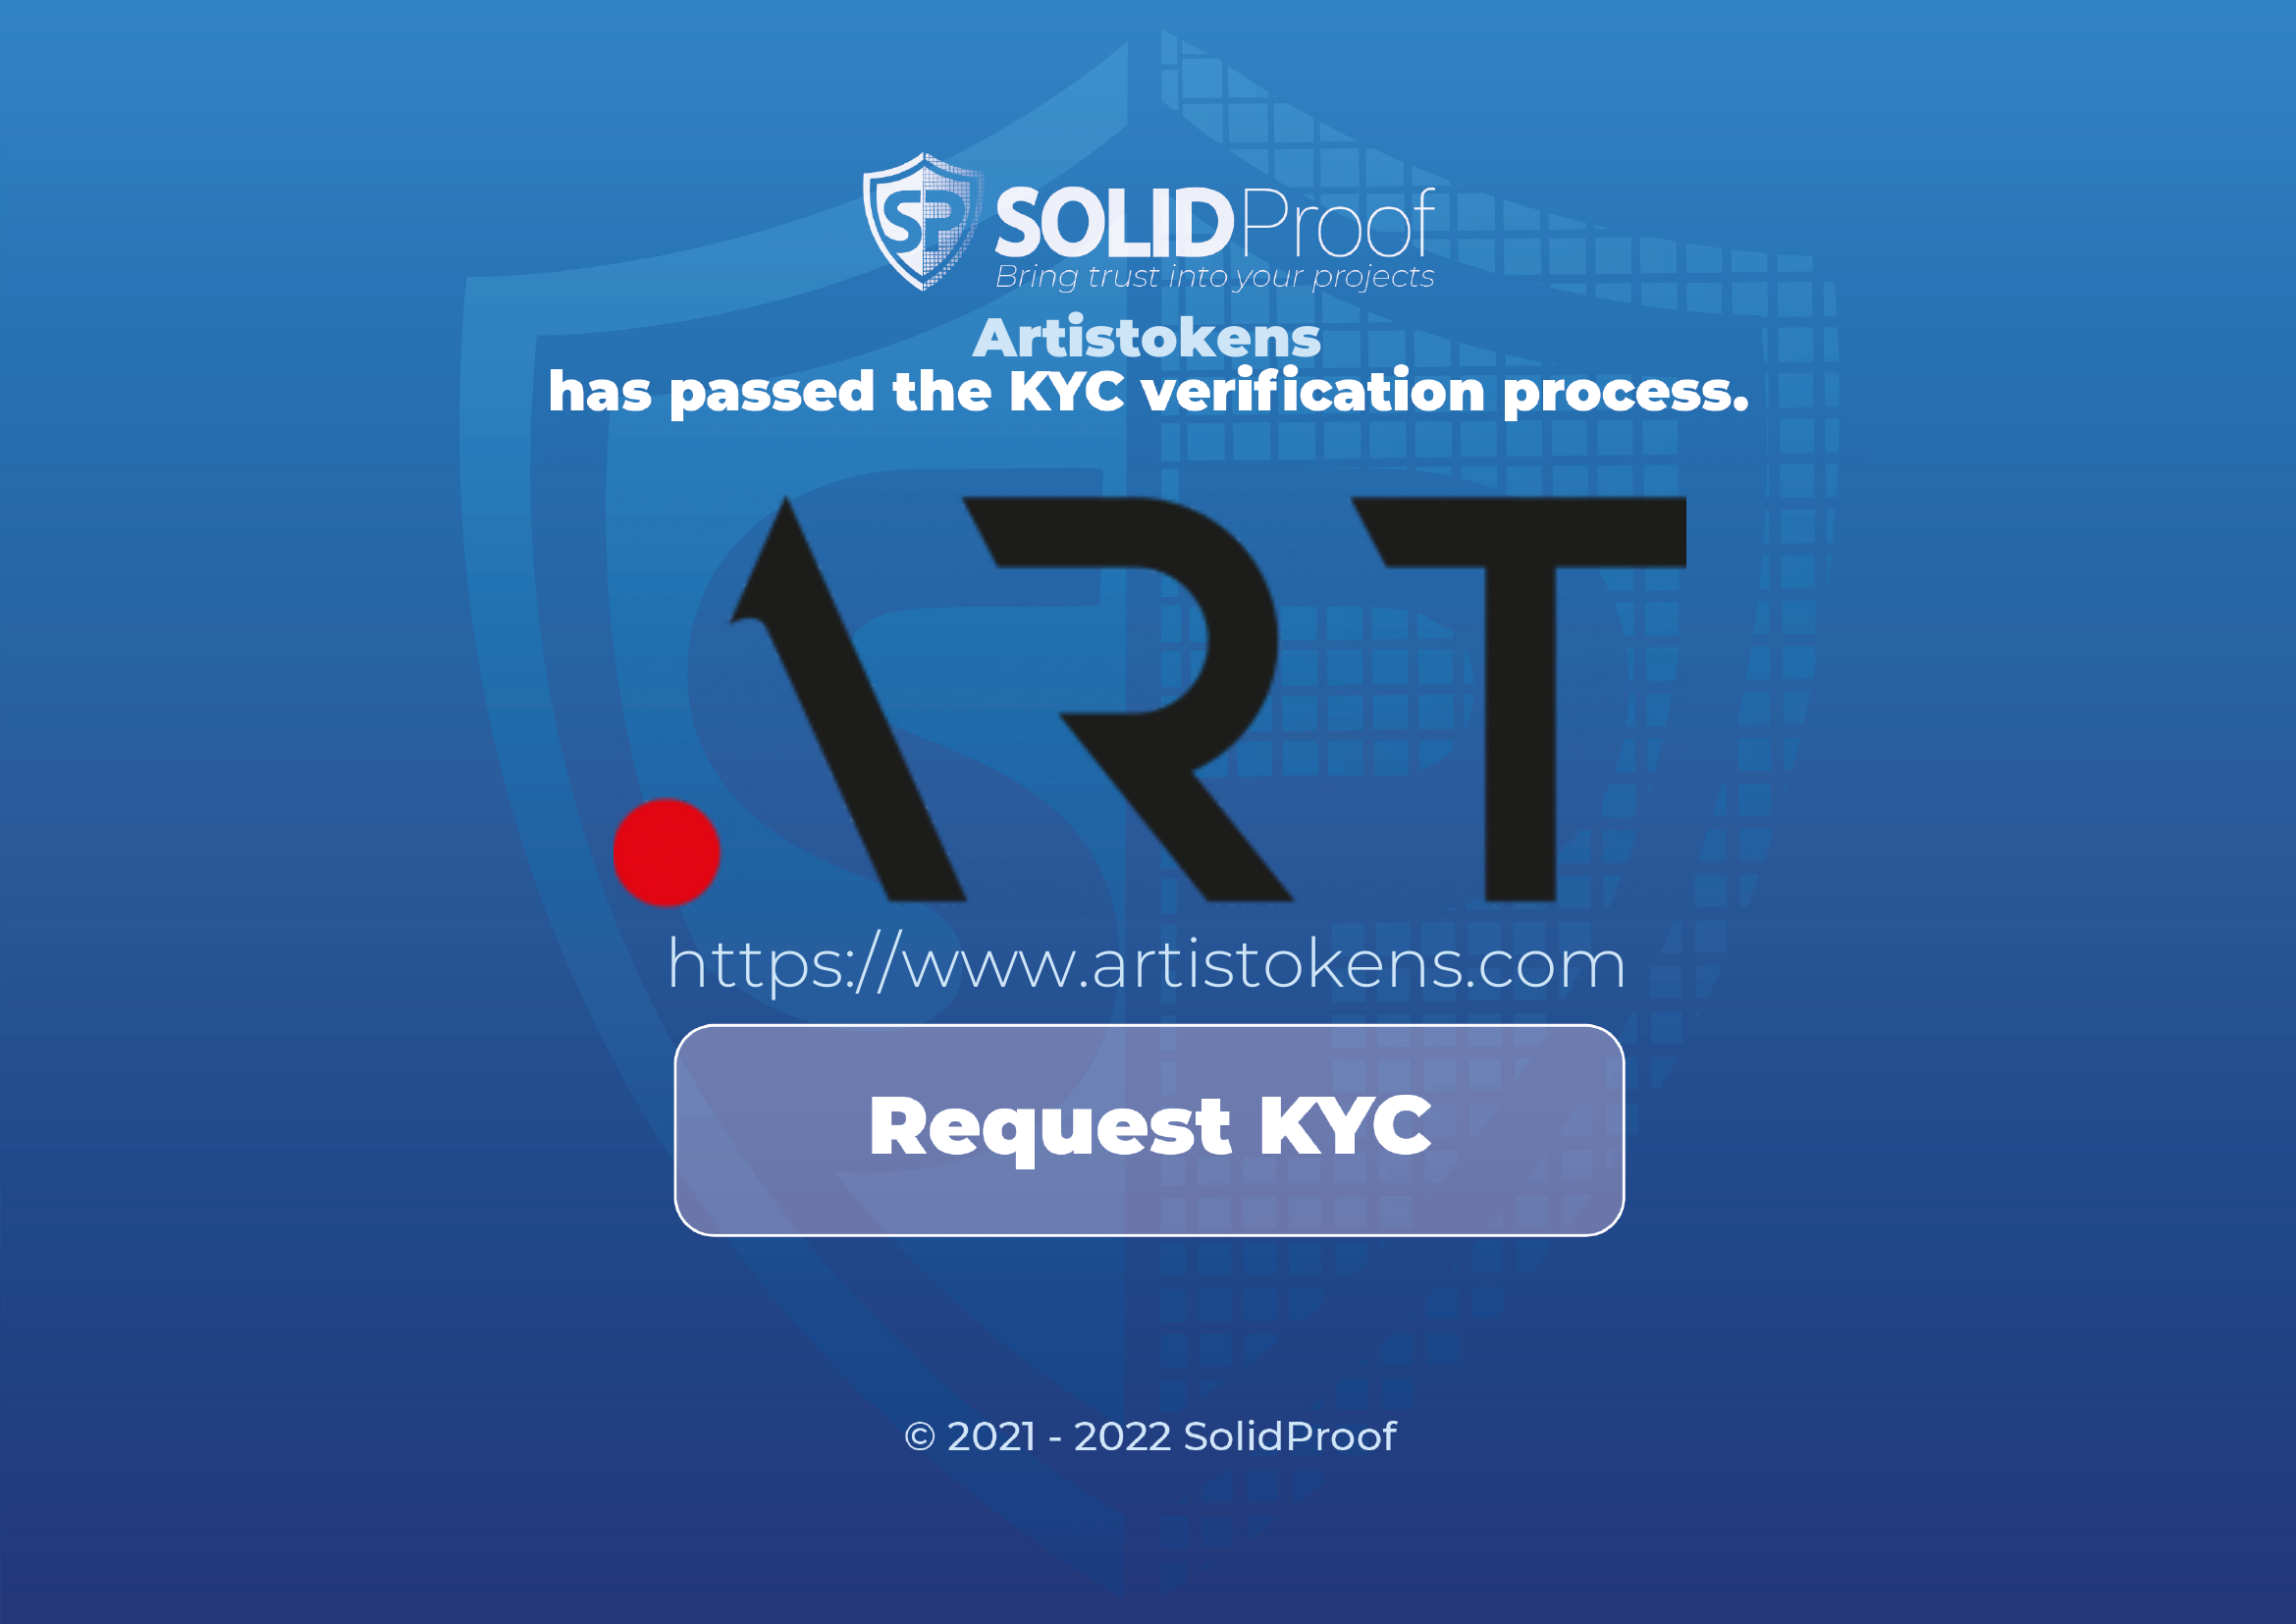 SP SOLIDProof
Bring trust into your projects
Artistokens
has passed the KYC verification process.
.ART
https://www.artistokens.com
Request KYC
© 2021 - 2022 SolidProof